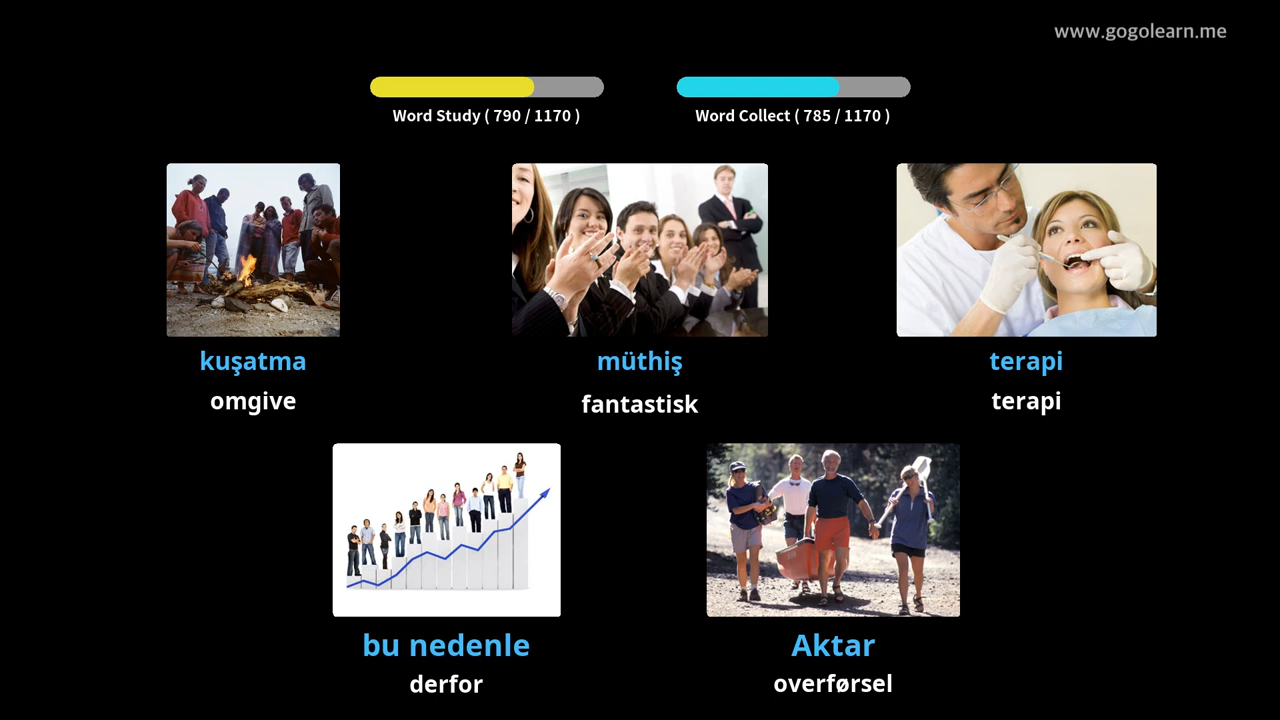 www.gogolearn.me
Word Study ( 790 / 1170 )
Word Collect ( 785 / 1170 )
kuşatma
omgive
müthiş
fantastisk
terapi
terapi
bu nedenle
derfor
Aktar
overførsel